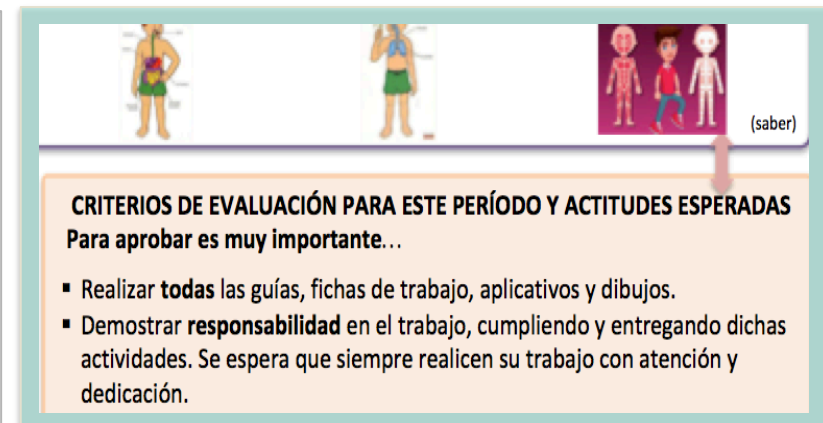 (saber)
CRITERIOS DE EVALUACIÓN PARA ESTE PERÍODO Y ACTITUDES ESPERADAS
Para aprobar es muy importante…
▪ Realizar todas las guías, fichas de trabajo, aplicativos y dibujos.
▪ Demostrar responsabilidad en el trabajo, cumpliendo y entregando dichas
actividades. Se espera que siempre realicen su trabajo con atención y
dedicación.